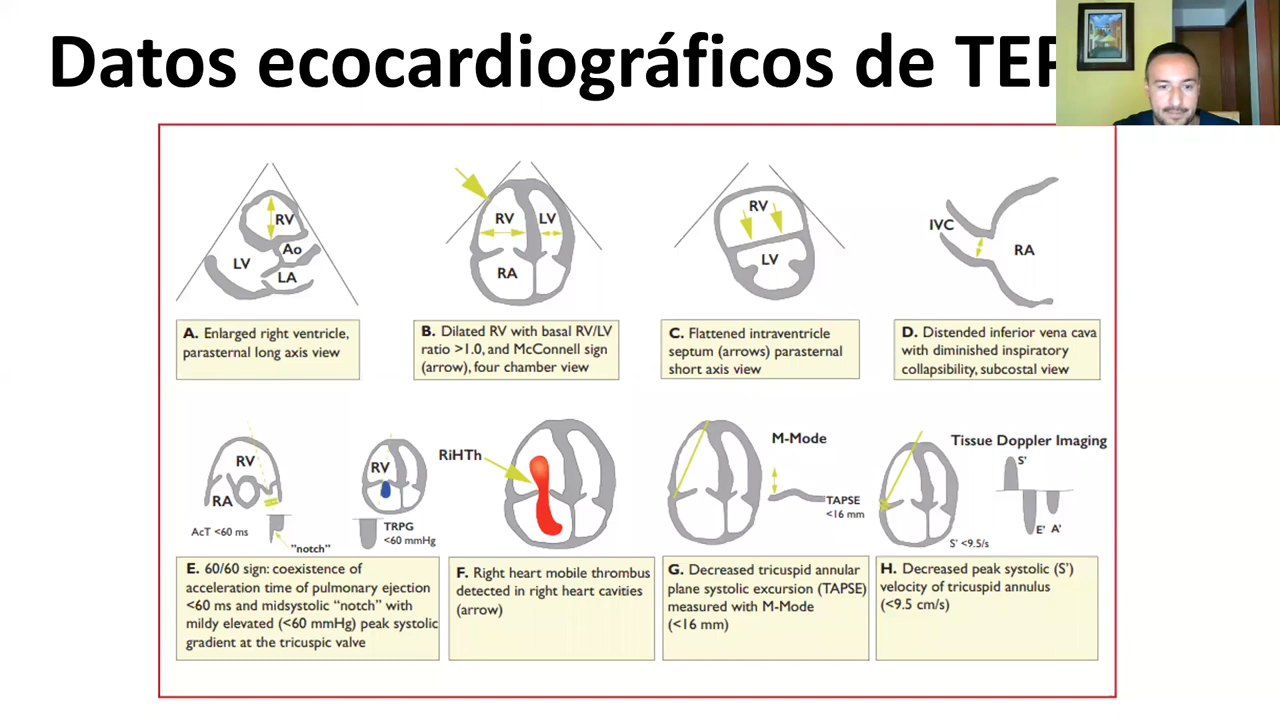 Datos ecocardiográficos de TEP
RV
Ao
LV
LA
A. Enlarged right ventricle,
parasternal long axis view
RV
LV
RA
B. Dilated RV with basal RV/LV
ratio >1.0, and McConnell sign
(arrow), four chamber view
RV
LV
C. Flattened intraventricle
septum (arrows) parasternal
short axis view
IVC
RA
D. Distended inferior vena cava
with diminished inspiratory
collapsibility, subcostal view
RV
RA
AcT <60 ms
"notch"
RV
TRPG
<60 mmHg
E. 60/60 sign: coexistence of
acceleration time of pulmonary ejection
<60 ms and midsystolic "notch" with
mildy elevated (<60 mmHg) peak systolic
gradient at the tricuspic valve
RiHTh
F. Right heart mobile thrombus
detected in right heart cavities
(arrow)
M-Mode
TAPSE
<16 mm
G. Decreased tricuspid annular
plane systolic excursion (TAPSE)
measured with M-Mode
(<16 mm)
Tissue Doppler Imaging
S'
E' A'
S' <9.5/s
H. Decreased peak systolic (S')
velocity of tricuspid annulus
(<9.5 cm/s)